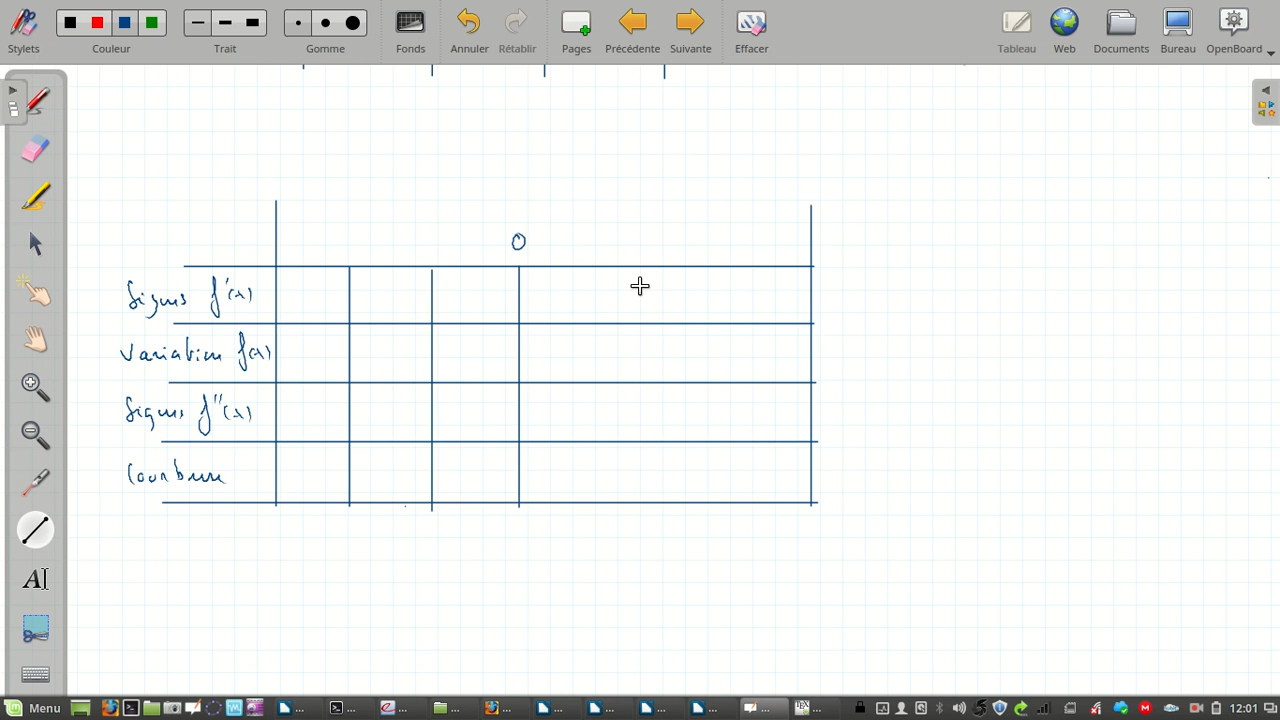 Stylets Couleur Trait Gomme Fonds Annuler Rétablir Pages Précédente Suivante Effacer Tableau Web Documents Bureau OpenBoard
0
Signes f'(x)
Variation f(x)
Signes f''(x)
Courbure
Menu 12:01